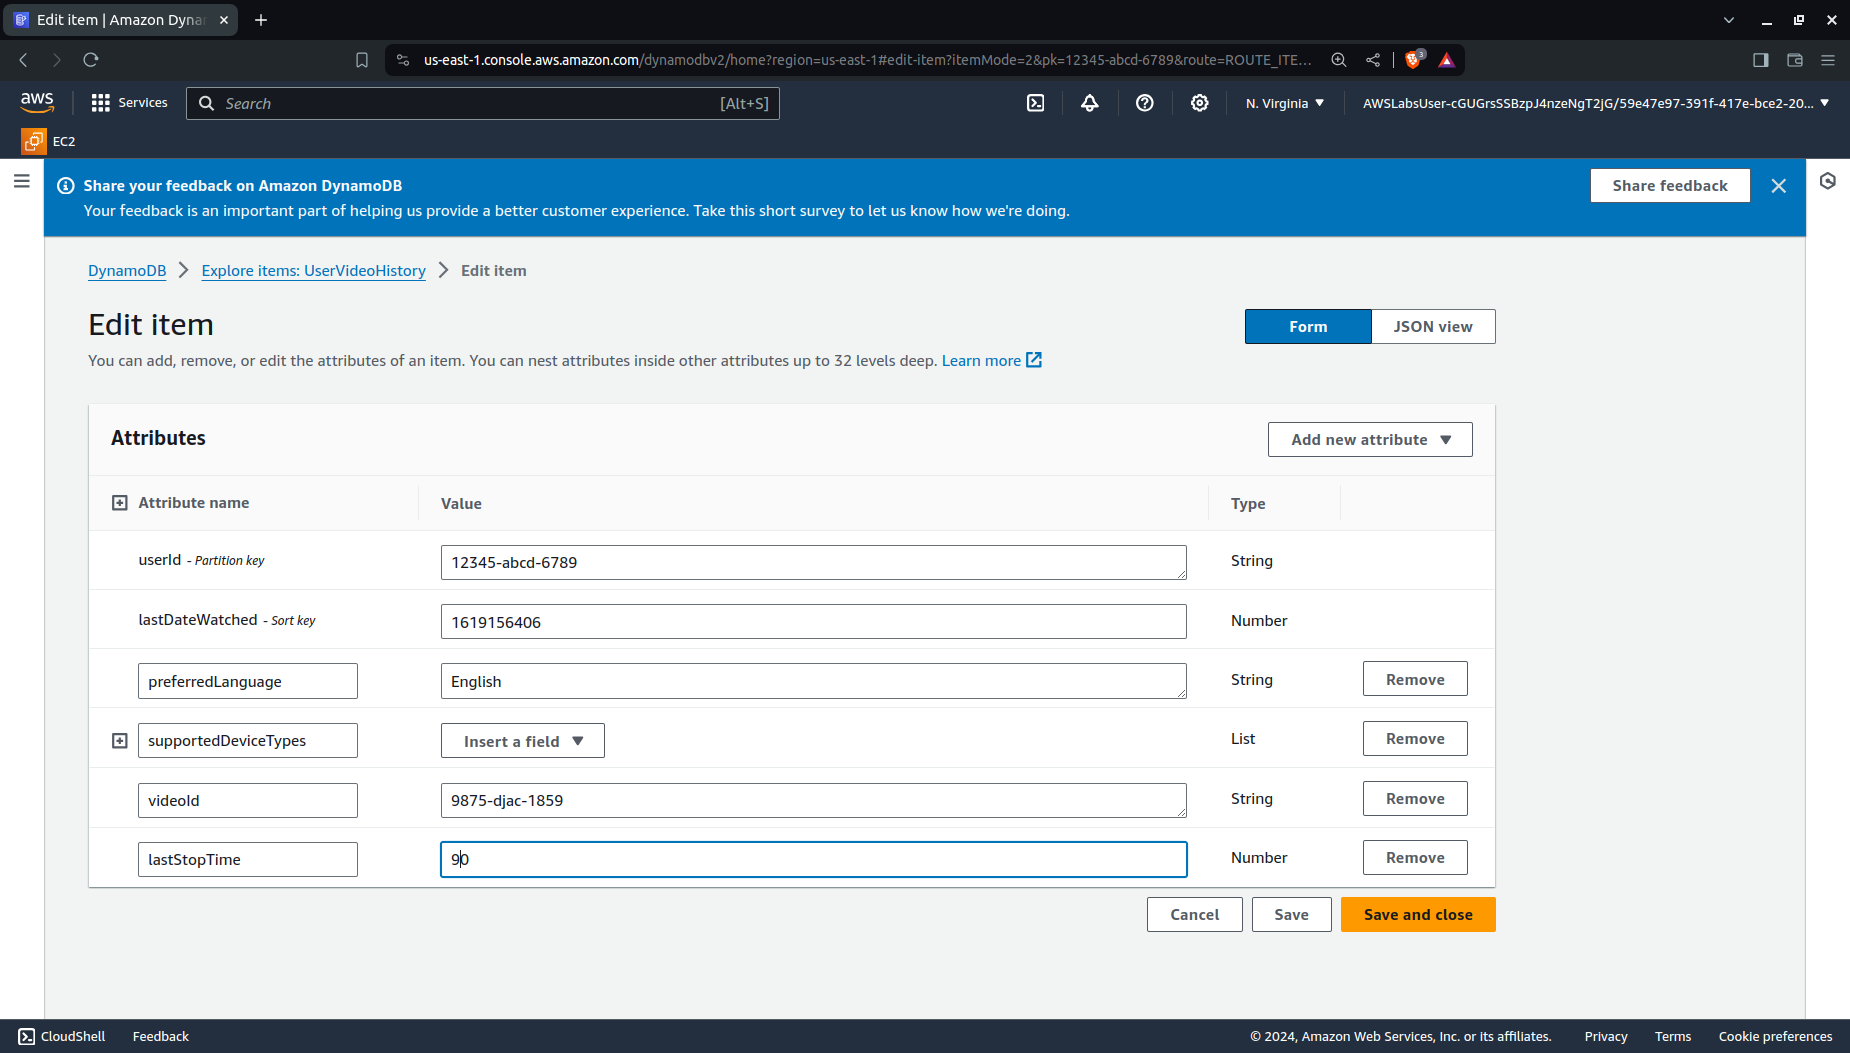 Edit item | Amazon Dyna
us-east-1.console.aws.amazon.com/dynamodbv2/home?region=us-east-1#edit-item?itemMode=2&pk=12345-abcd-6789&route=ROUTE_ITE...
3
aws
Services
Search
[Alt+S]
N. Virginia
AWSLabsUser-cGUGrsSSBzpJ4nzeNgT2jG/59e47e97-391f-417e-bce2-20...
EC2
Share your feedback on Amazon DynamoDB
Your feedback is an important part of helping us provide a better customer experience. Take this short survey to let us know how we're doing.
Share feedback
DynamoDB > Explore items: UserVideoHistory > Edit item
Edit item
Form
JSON view
You can add, remove, or edit the attributes of an item. You can nest attributes inside other attributes up to 32 levels deep. Learn more
Attributes
Add new attribute
Attribute name Value Type
userId - Partition key 12345-abcd-6789 String
lastDateWatched - Sort key 1619156406 Number
preferredLanguage English String Remove
supportedDeviceTypes Insert a field List Remove
videoId 9875-djac-1859 String Remove
lastStopTime 90 Number Remove
Cancel Save Save and close
CloudShell Feedback © 2024, Amazon Web Services, Inc. or its affiliates. Privacy Terms Cookie preferences